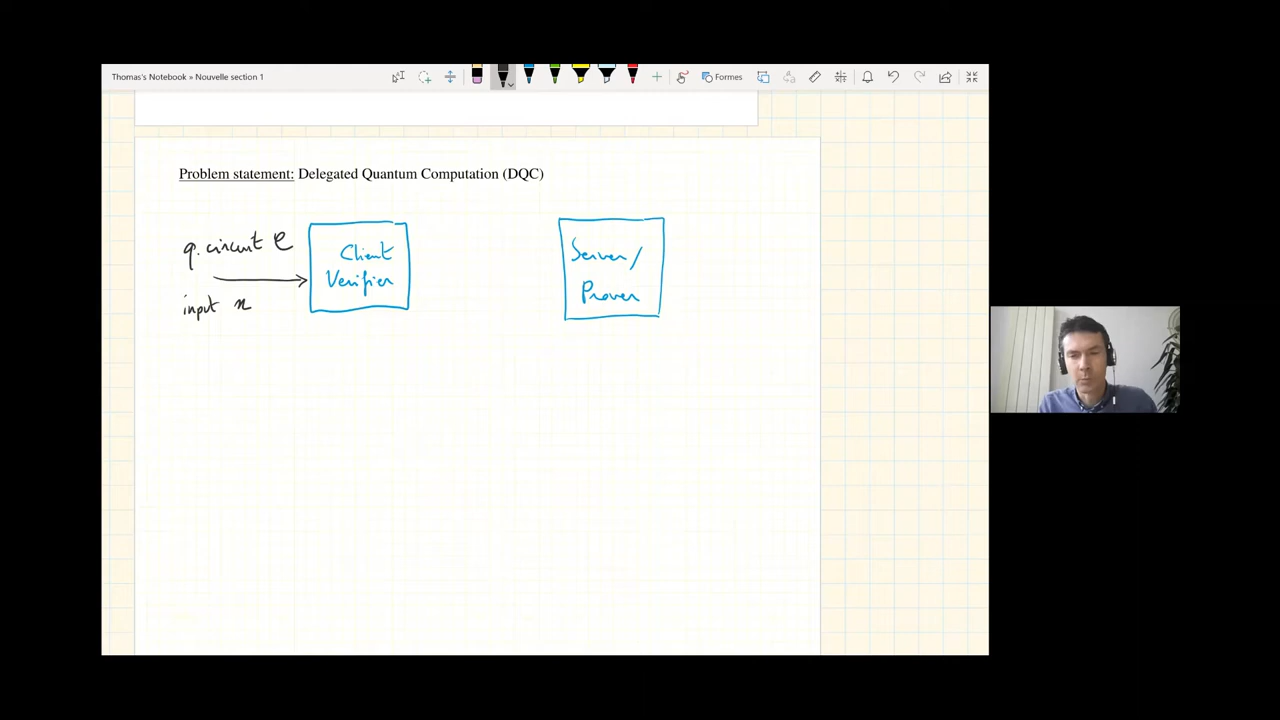 Thomas's Notebook » Nouvelle section 1
Formes
Problem statement: Delegated Quantum Computation (DQC)
q. circuit C
input x
Client
Verifier
Server/
Prover